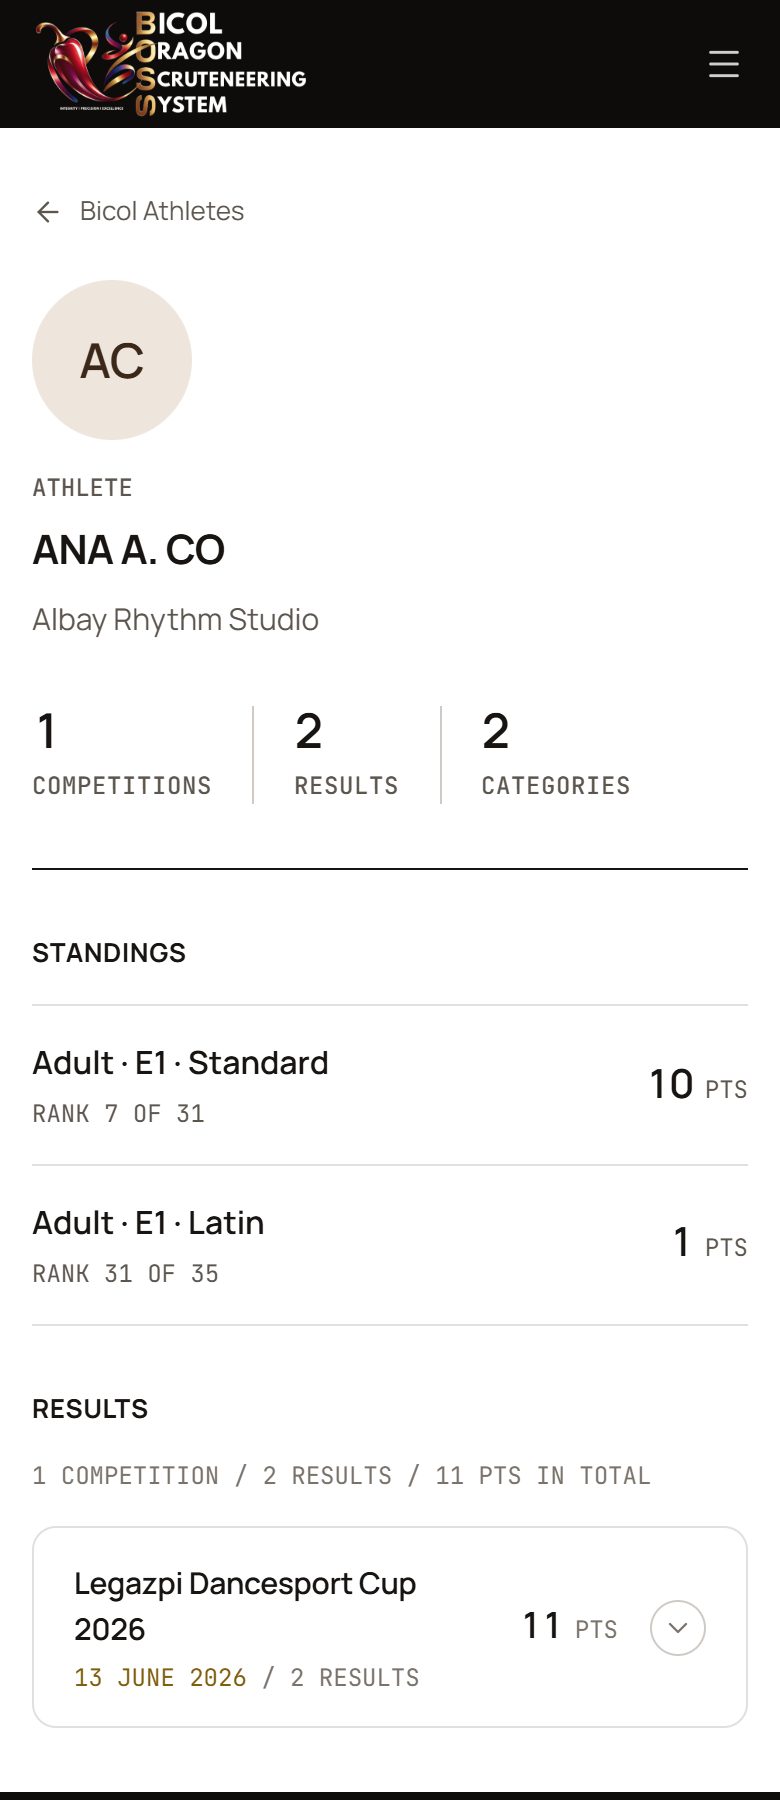 BICOL
DRAGON
SCRUTENEERING
SYSTEM
INTEGRITY | PRECISION | EXCELLENCE
Bicol Athletes
AC
ATHLETE
ANA A. CO
Albay Rhythm Studio
1 2 2
COMPETITIONS RESULTS CATEGORIES
STANDINGS
Adult · E1 · Standard
10 PTS
RANK 7 OF 31
Adult · E1 · Latin
1 PTS
RANK 31 OF 35
RESULTS
1 COMPETITION / 2 RESULTS / 11 PTS IN TOTAL
Legazpi Dancesport Cup
2026
11 PTS
13 JUNE 2026 / 2 RESULTS